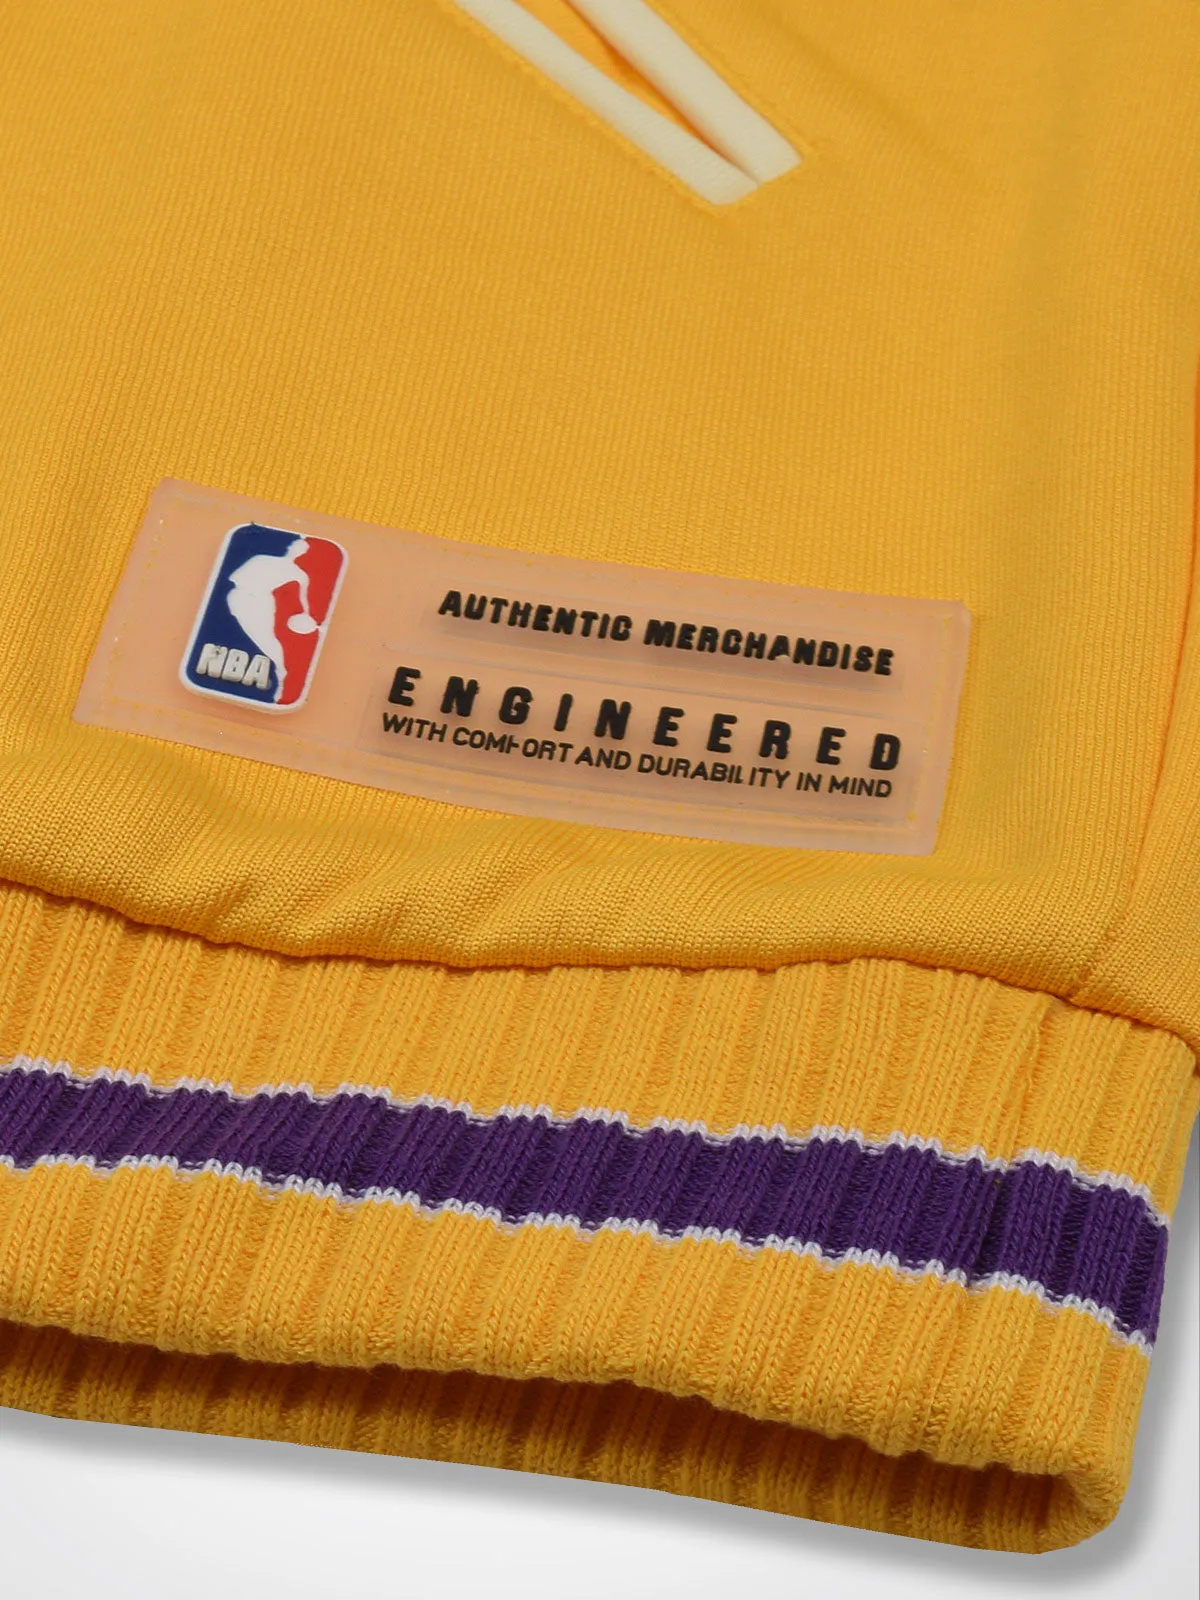 NBA
AUTHENTIC MERCHANDISE
ENGINEERED
WITH COMFORT AND DURABILITY IN MIND